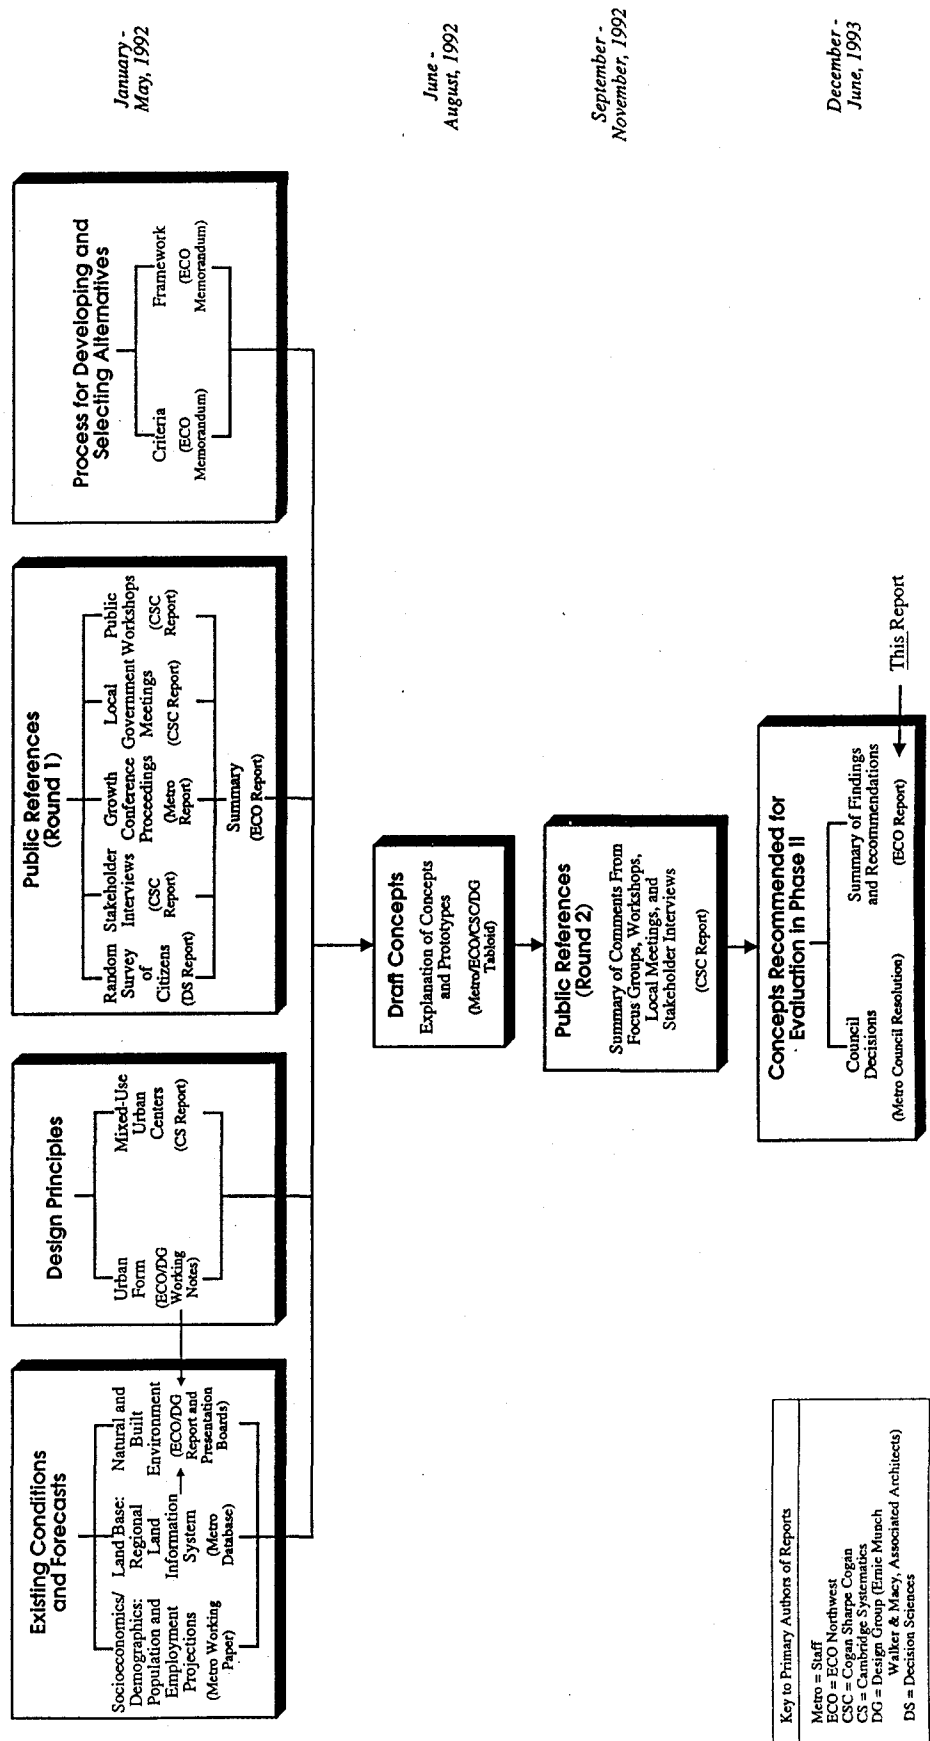 Existing Conditions
and Forecasts
Socioeconomics/
Demographics:
Population and
Employment
Projections
(Metro Working
Paper)
Land Base:
Regional
Land
Information
System
(Metro
Database)
Natural and
Built
Environment
(ECO/DG
Report and
Presentation
Boards)
Design Principles
Urban
Form
(ECO/DG
Working
Notes)
Mixed-Use
Urban
Centers
(CS Report)
Public References
(Round 1)
Random
Survey
of
Citizens
(DS Report)
Stakeholder
Interviews
(CSC
Report)
Growth
Conference
Proceedings
(Metro
Report)
Local
Government
Meetings
(CSC Report)
Public
Workshops
(CSC
Report)
Summary
(ECO Report)
Process for Developing and
Selecting Alternatives
Criteria
(ECO
Memorandum)
Framework
(ECO
Memorandum)
January -
May, 1992
Draft Concepts
Explanation of Concepts
and Prototypes
(Metro/ECO/CSC/DG
Tabloid)
June -
August, 1992
Public References
(Round 2)
Summary of Comments From
Focus Groups, Workshops,
Local Meetings, and
Stakeholder Interviews
(CSC Report)
September -
November, 1992
Concepts Recommended for
Evaluation in Phase II
Council
Decisions
(Metro Council Resolution)
Summary of Findings
and Recommendations
(ECO Report)
This Report
December -
June, 1993
Key to Primary Authors of Reports
Metro = Staff
ECO = ECO Northwest
CSC = Cogan Sharpe Cogan
CS = Cambridge Systematics
DG = Design Group (Ernie Munch
Walker & Macy, Associated Architects)
DS = Decision Sciences